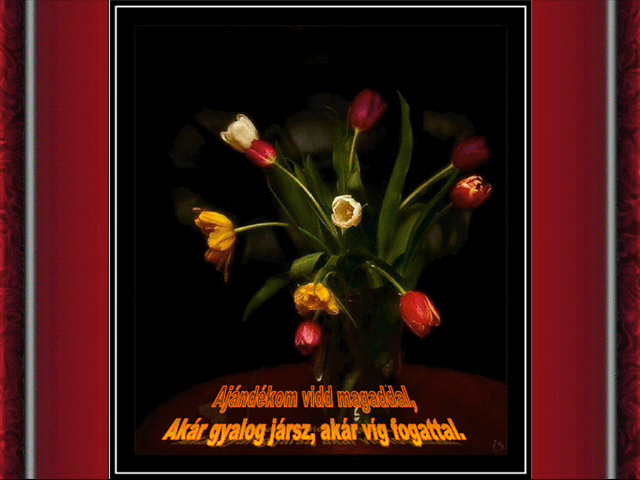 Ajándékom vidd magaddal,
Akár gyalog jársz, akár víg fogattal.